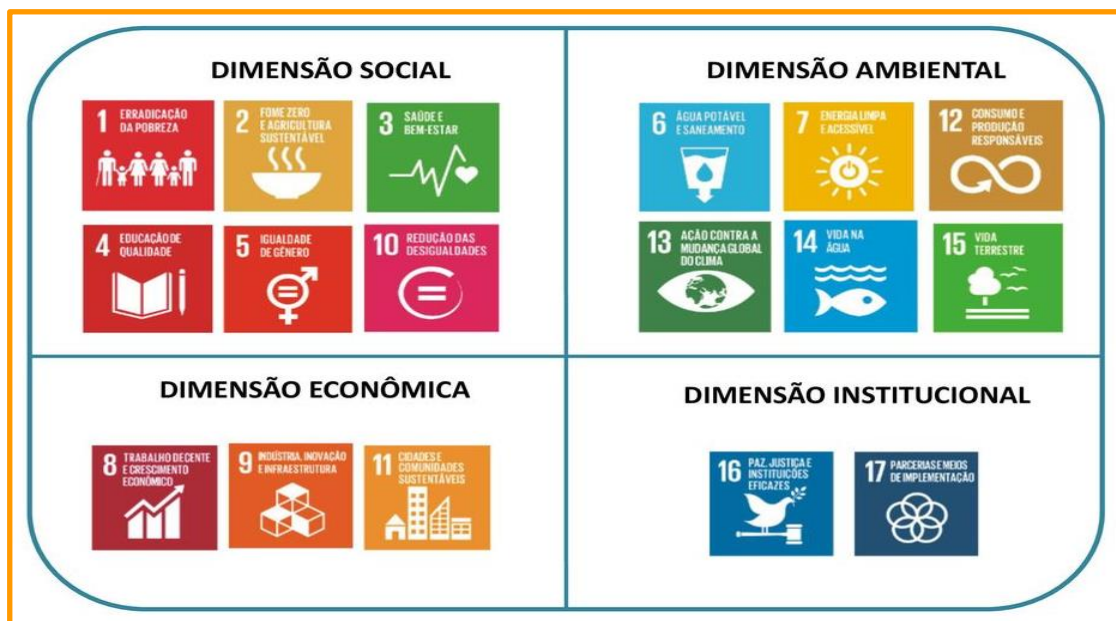 DIMENSÃO SOCIAL
1 ERRADICAÇÃO
DA POBREZA
2 FOME ZERO
E AGRICULTURA
SUSTENTÁVEL
3 SAÚDE E
BEM-ESTAR
4 EDUCAÇÃO DE
QUALIDADE
5 IGUALDADE
DE GÊNERO
10 REDUÇÃO DAS
DESIGUALDADES
DIMENSÃO AMBIENTAL
6 ÁGUA POTÁVEL
E SANEAMENTO
7 ENERGIA LIMPA
E ACESSÍVEL
12 CONSUMO E
PRODUÇÃO
RESPONSÁVEIS
13 AÇÃO CONTRA A
MUDANÇA GLOBAL
DO CLIMA
14 VIDA NA
ÁGUA
15 VIDA
TERRESTRE
DIMENSÃO ECONÔMICA
8 TRABALHO DECENTE
E CRESCIMENTO
ECONÔMICO
9 INDÚSTRIA, INOVAÇÃO
E INFRAESTRUTURA
11 CIDADES E
COMUNIDADES
SUSTENTÁVEIS
DIMENSÃO INSTITUCIONAL
16 PAZ, JUSTIÇA E
INSTITUIÇÕES
EFICAZES
17 PARCERIAS E MEIOS
DE IMPLEMENTAÇÃO